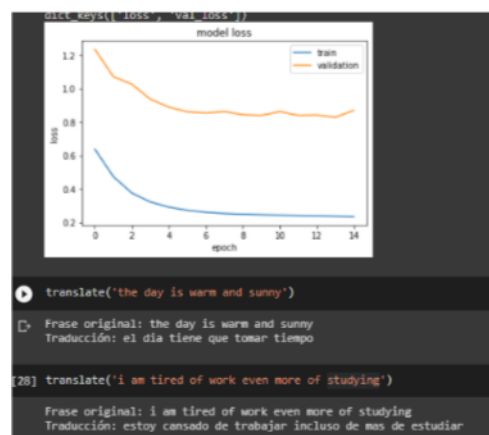 dict_keys(['loss', 'val_loss'])
model loss
train
validation
1.2
1.0
0.8
0.6
0.4
0.2
loss
0 2 4 6 8 10 12 14
epoch
translate('the day is warm and sunny')
Frase original: the day is warm and sunny
Traducción: el dia tiene que tomar tiempo
[28] translate('i am tired of work even more of studying')
Frase original: i am tired of work even more of studying
Traducción: estoy cansado de trabajar incluso de mas de estudiar